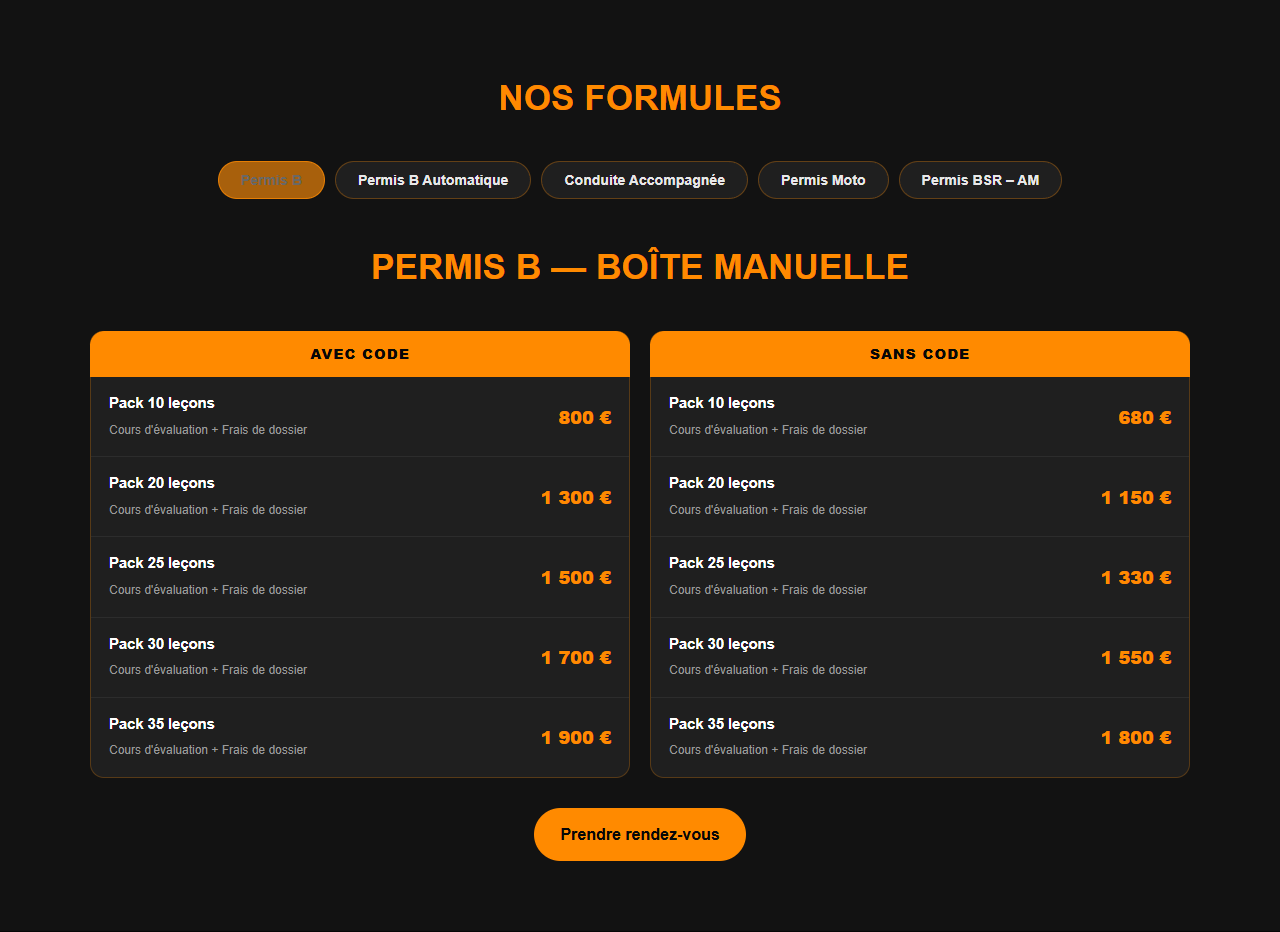 NOS FORMULES
Permis B
Permis B Automatique
Conduite Accompagnée
Permis Moto
Permis BSR – AM
PERMIS B — BOÎTE MANUELLE
AVEC CODE
Pack 10 leçons
Cours d'évaluation + Frais de dossier
800 €
Pack 20 leçons
Cours d'évaluation + Frais de dossier
1 300 €
Pack 25 leçons
Cours d'évaluation + Frais de dossier
1 500 €
Pack 30 leçons
Cours d'évaluation + Frais de dossier
1 700 €
Pack 35 leçons
Cours d'évaluation + Frais de dossier
1 900 €
SANS CODE
Pack 10 leçons
Cours d'évaluation + Frais de dossier
680 €
Pack 20 leçons
Cours d'évaluation + Frais de dossier
1 150 €
Pack 25 leçons
Cours d'évaluation + Frais de dossier
1 330 €
Pack 30 leçons
Cours d'évaluation + Frais de dossier
1 550 €
Pack 35 leçons
Cours d'évaluation + Frais de dossier
1 800 €
Prendre rendez-vous